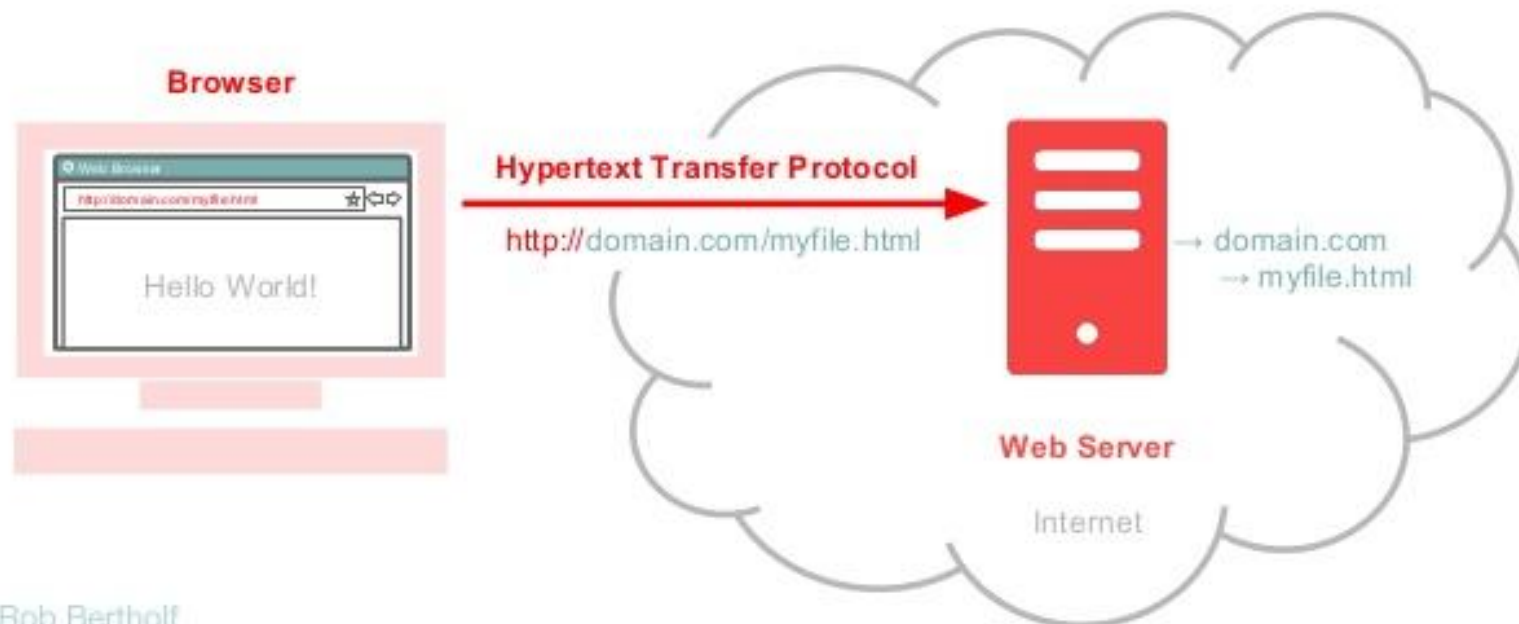 Browser
Web Browser
http://domain.com/myfile.html
Hello World!
Hypertext Transfer Protocol
http://domain.com/myfile.html
→ domain.com
→ myfile.html
Web Server
Internet
Rob Bertholf